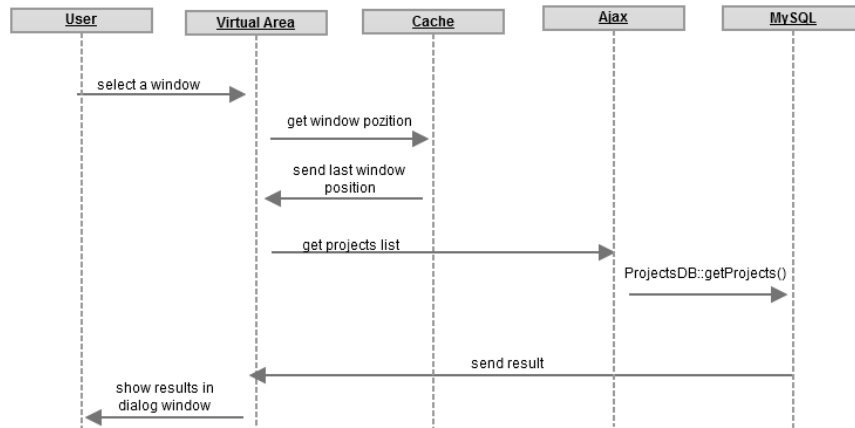 User
Virtual Area
Cache
Ajax
MySQL
select a window
get window pozition
send last window
position
get projects list
ProjectsDB::getProjects()
send result
show results in
dialog window